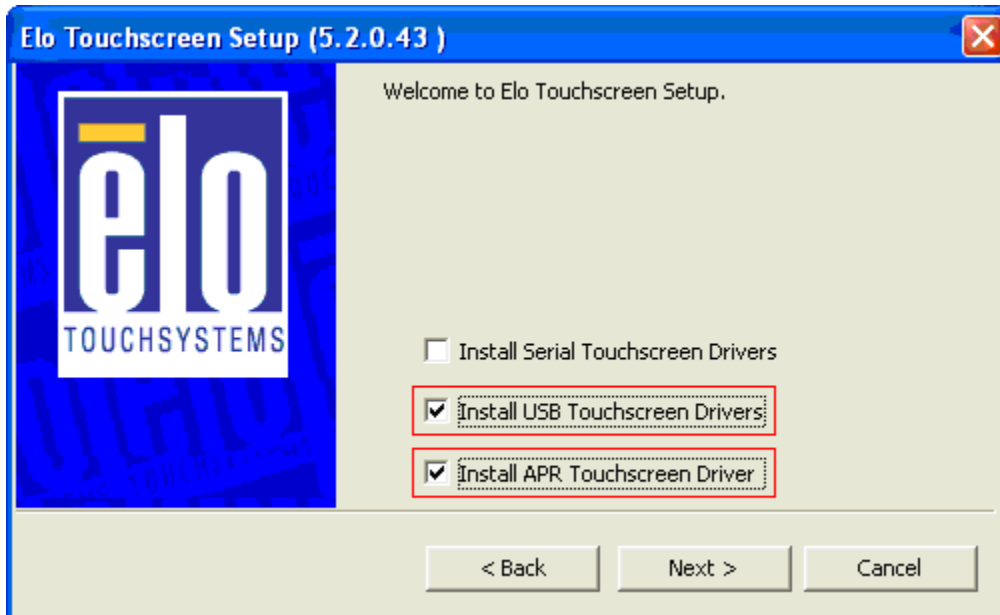 Elo Touchscreen Setup (5.2.0.43 )
Welcome to Elo Touchscreen Setup.
ēlo
TOUCHSYSTEMS
Install Serial Touchscreen Drivers
Install USB Touchscreen Drivers
Install APR Touchscreen Driver
< Back
Next >
Cancel